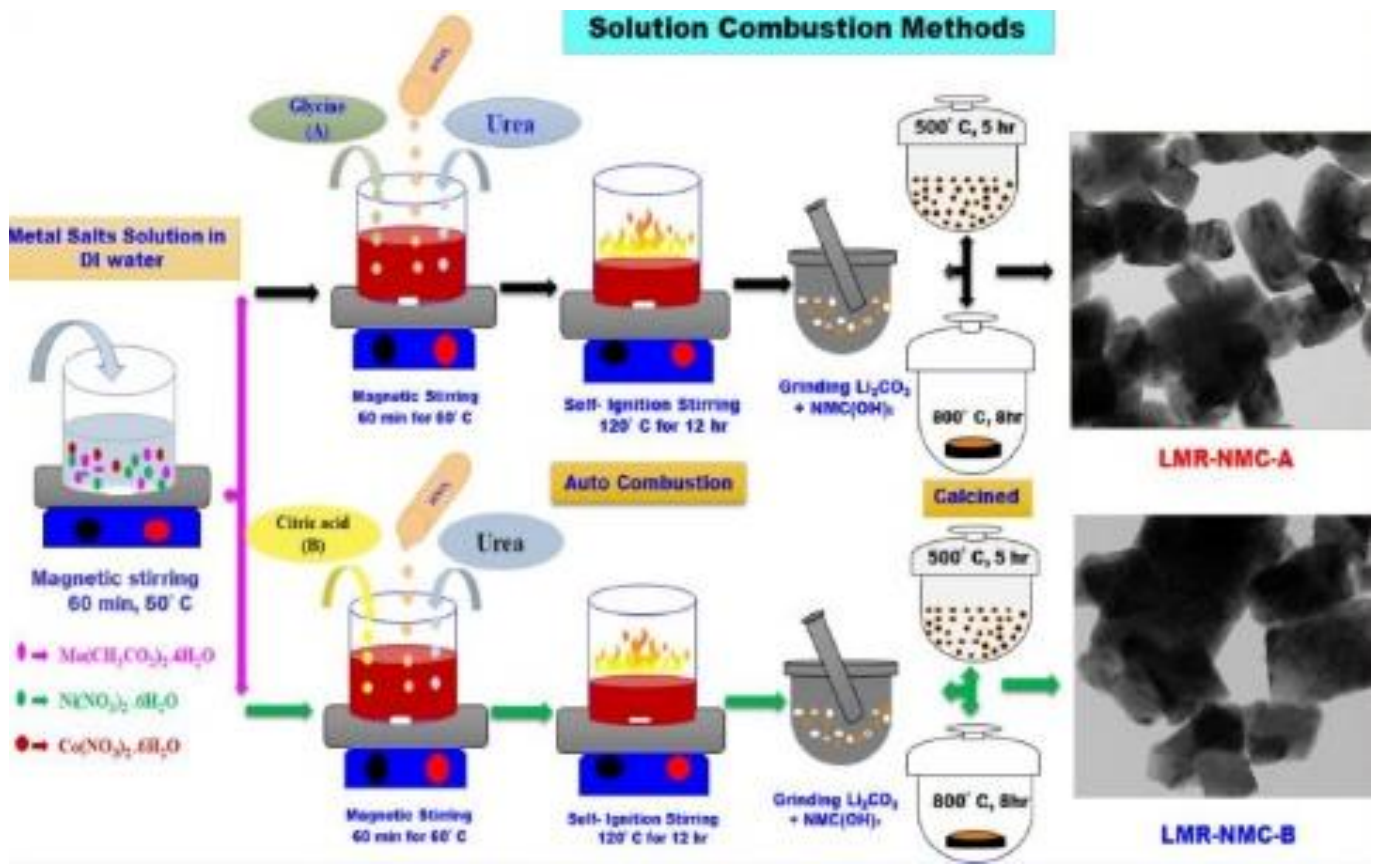 Solution Combustion Methods
Glycine
(A)
Urea
500° C, 5 hr
Metal Salts Solution in
DI water
Magnetic Stirring
60 min for 60° C
Self- Ignition Stirring
120° C for 12 hr
Grinding Li₂CO₃
+ NMC(OH)ₓ
800° C, 8hr
LMR-NMC-A
Auto Combustion
Calcined
Citric acid
(B)
Urea
500° C, 5 hr
Magnetic stirring
60 min, 50° C
Mn(CH₃CO₂)₂.4H₂O
Ni(NO₃)₂.6H₂O
Co(NO₃)₂.6H₂O
Magnetic Stirring
60 min for 60° C
Self- Ignition Stirring
120° C for 12 hr
Grinding Li₂CO₃
+ NMC(OH)ₓ
800° C, 8hr
LMR-NMC-B